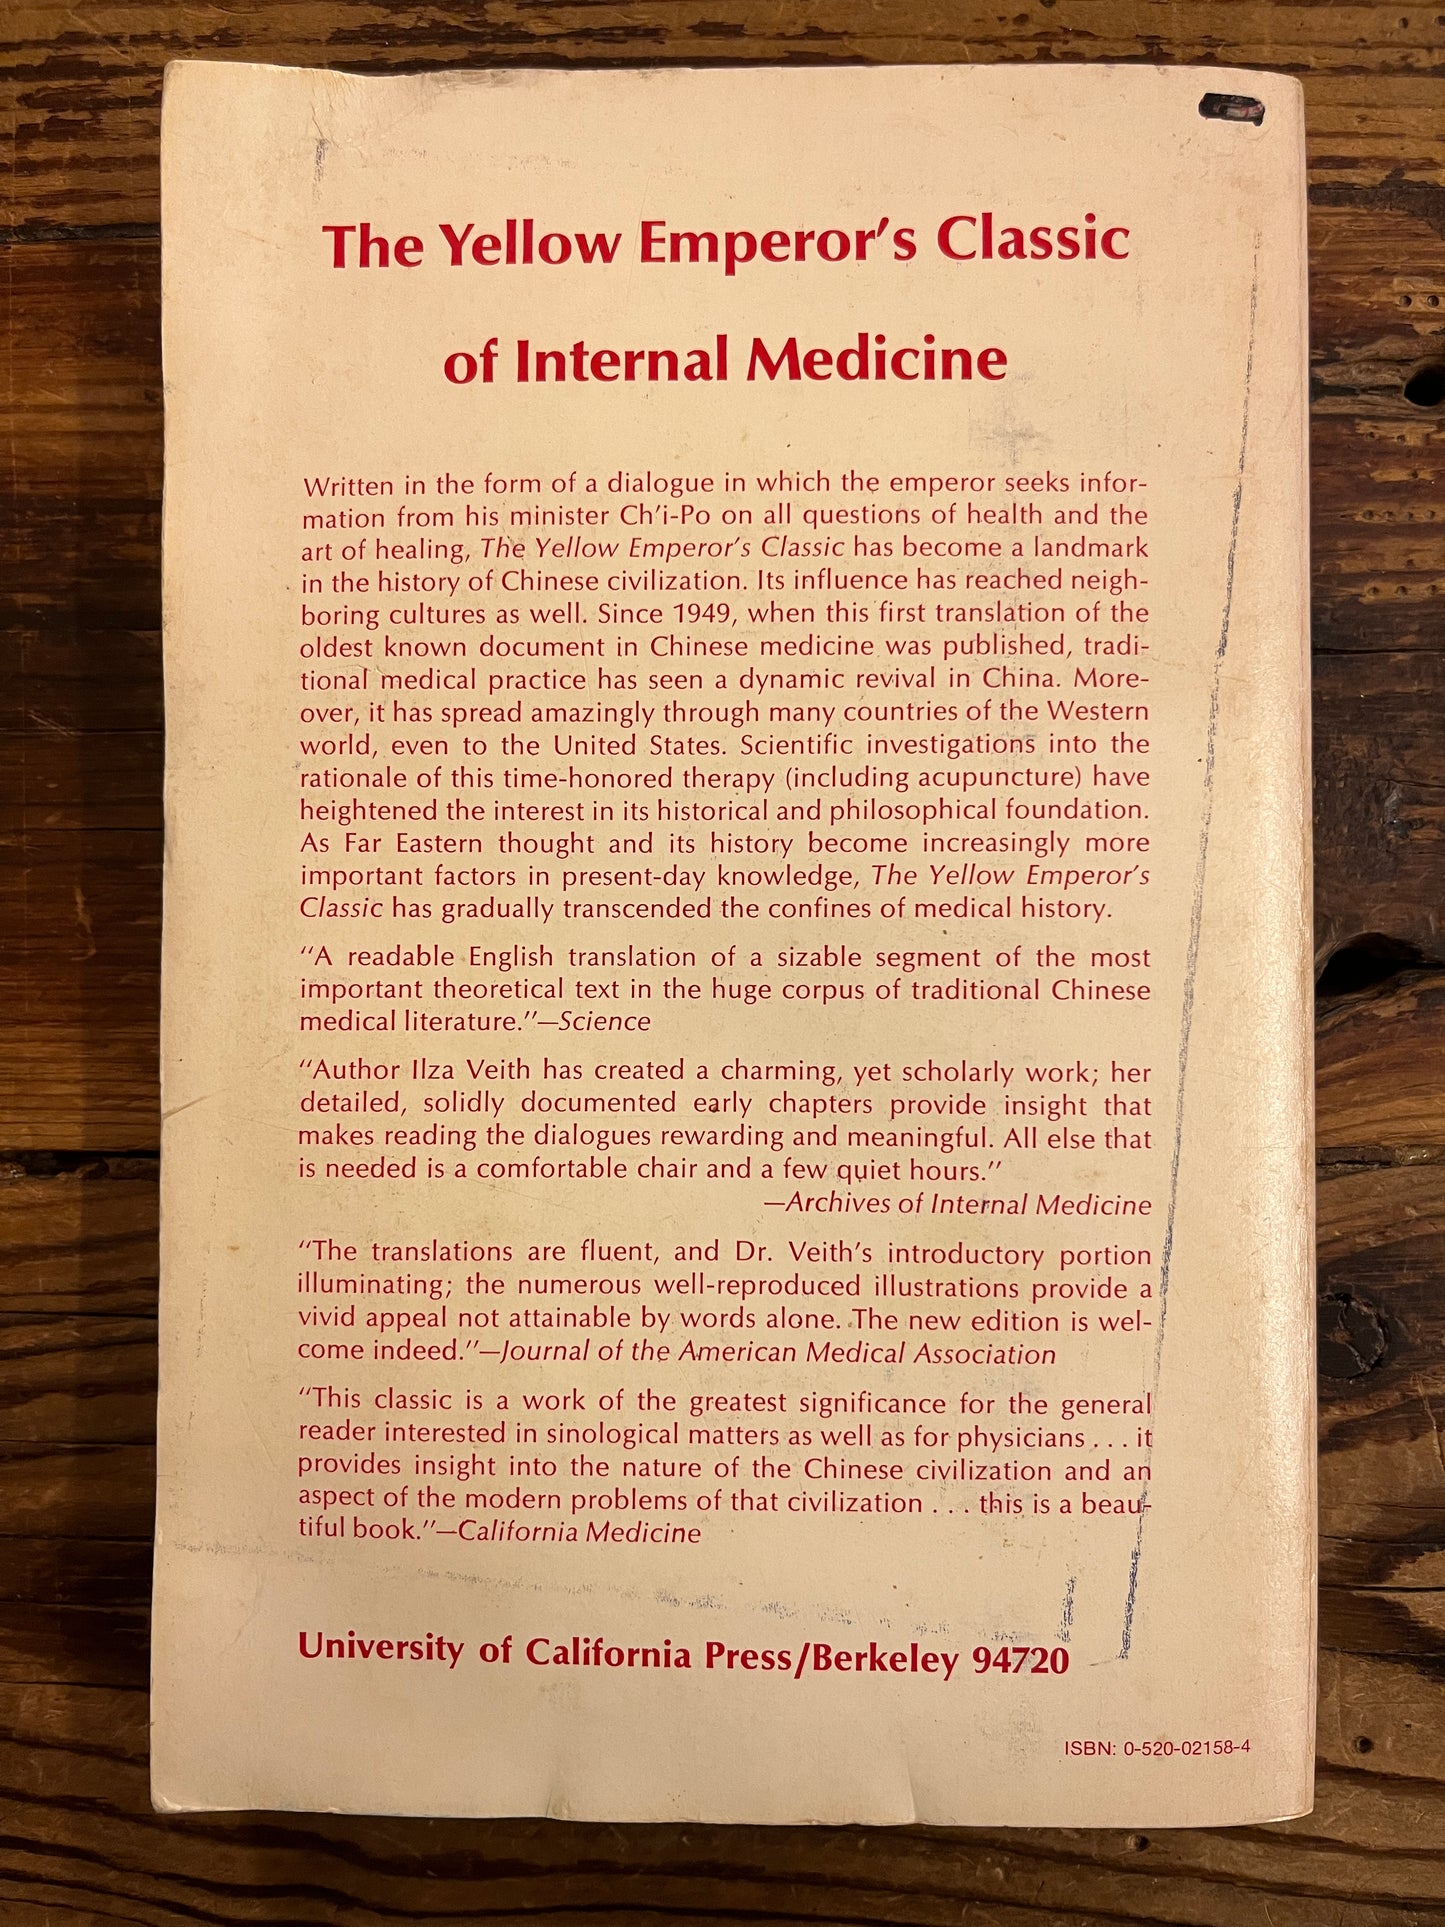 The Yellow Emperor's Classic
of Internal Medicine
Written in the form of a dialogue in which the emperor seeks infor-
mation from his minister Ch'i-Po on all questions of health and the
art of healing, The Yellow Emperor's Classic has become a landmark
in the history of Chinese civilization. Its influence has reached neigh-
boring cultures as well. Since 1949, when this first translation of the
oldest known document in Chinese medicine was published, tradi-
tional medical practice has seen a dynamic revival in China. More-
over, it has spread amazingly through many countries of the Western
world, even to the United States. Scientific investigations into the
rationale of this time-honored therapy (including acupuncture) have
heightened the interest in its historical and philosophical foundation.
As Far Eastern thought and its history become increasingly more
important factors in present-day knowledge, The Yellow Emperor's
Classic has gradually transcended the confines of medical history.
"A readable English translation of a sizable segment of the most
important theoretical text in the huge corpus of traditional Chinese
medical literature."—Science
"Author Ilza Veith has created a charming, yet scholarly work; her
detailed, solidly documented early chapters provide insight that
makes reading the dialogues rewarding and meaningful. All else that
is needed is a comfortable chair and a few quiet hours."
—Archives of Internal Medicine
"The translations are fluent, and Dr. Veith's introductory portion
illuminating; the numerous well-reproduced illustrations provide a
vivid appeal not attainable by words alone. The new edition is wel-
come indeed."—Journal of the American Medical Association
"This classic is a work of the greatest significance for the general
reader interested in sinological matters as well as for physicians . . . it
provides insight into the nature of the Chinese civilization and an
aspect of the modern problems of that civilization . . . this is a beau-
tiful book."—California Medicine
University of California Press/Berkeley 94720
ISBN: 0-520-02158-4